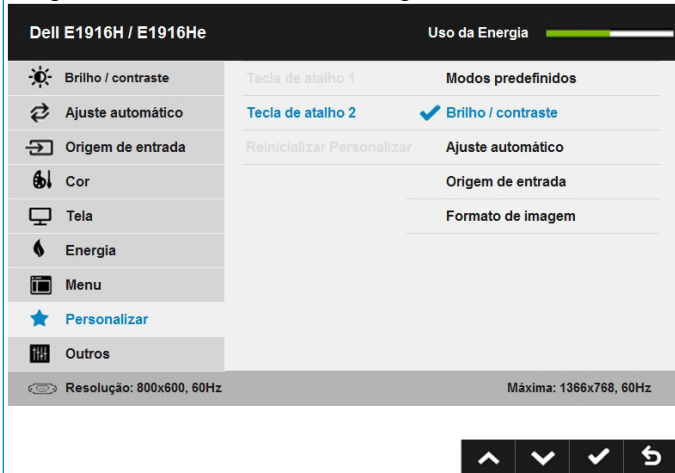 Dell E1916H / E1916He Uso da Energia
Brilho / contraste Tecla de atalho 1 Modos predefinidos
Ajuste automático Tecla de atalho 2 Brilho / contraste
Origem de entrada Reinicializar Personalizar Ajuste automático
Cor Origem de entrada
Tela Formato de imagem
Energia
Menu
Personalizar
Outros
Resolução: 800x600, 60Hz Máxima: 1366x768, 60Hz